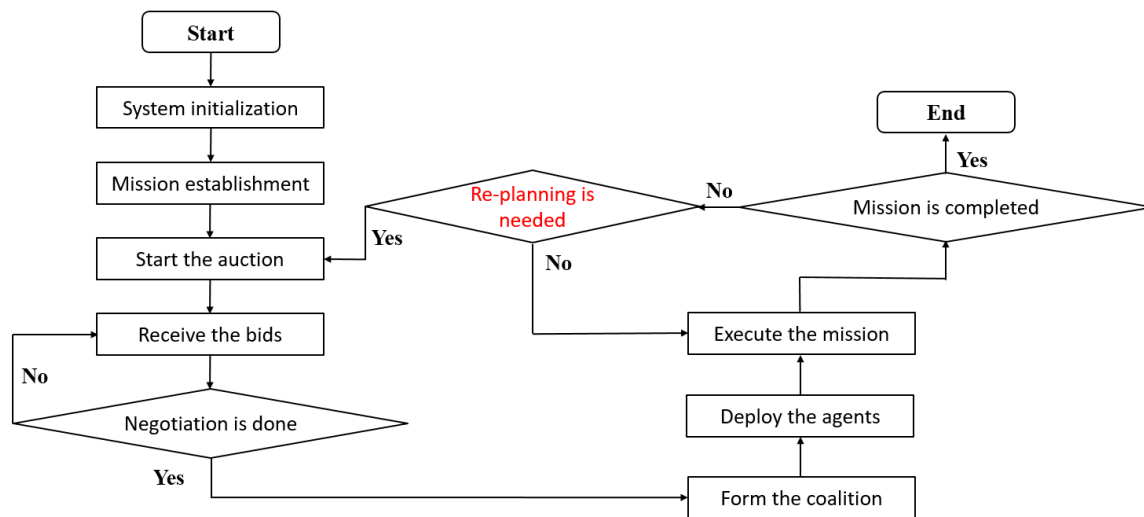 Start
System initialization
Mission establishment
Start the auction
Receive the bids
No
Negotiation is done
Yes
Form the coalition
Deploy the agents
Execute the mission
Mission is completed
Yes
End
No
Re-planning is
needed
Yes
No